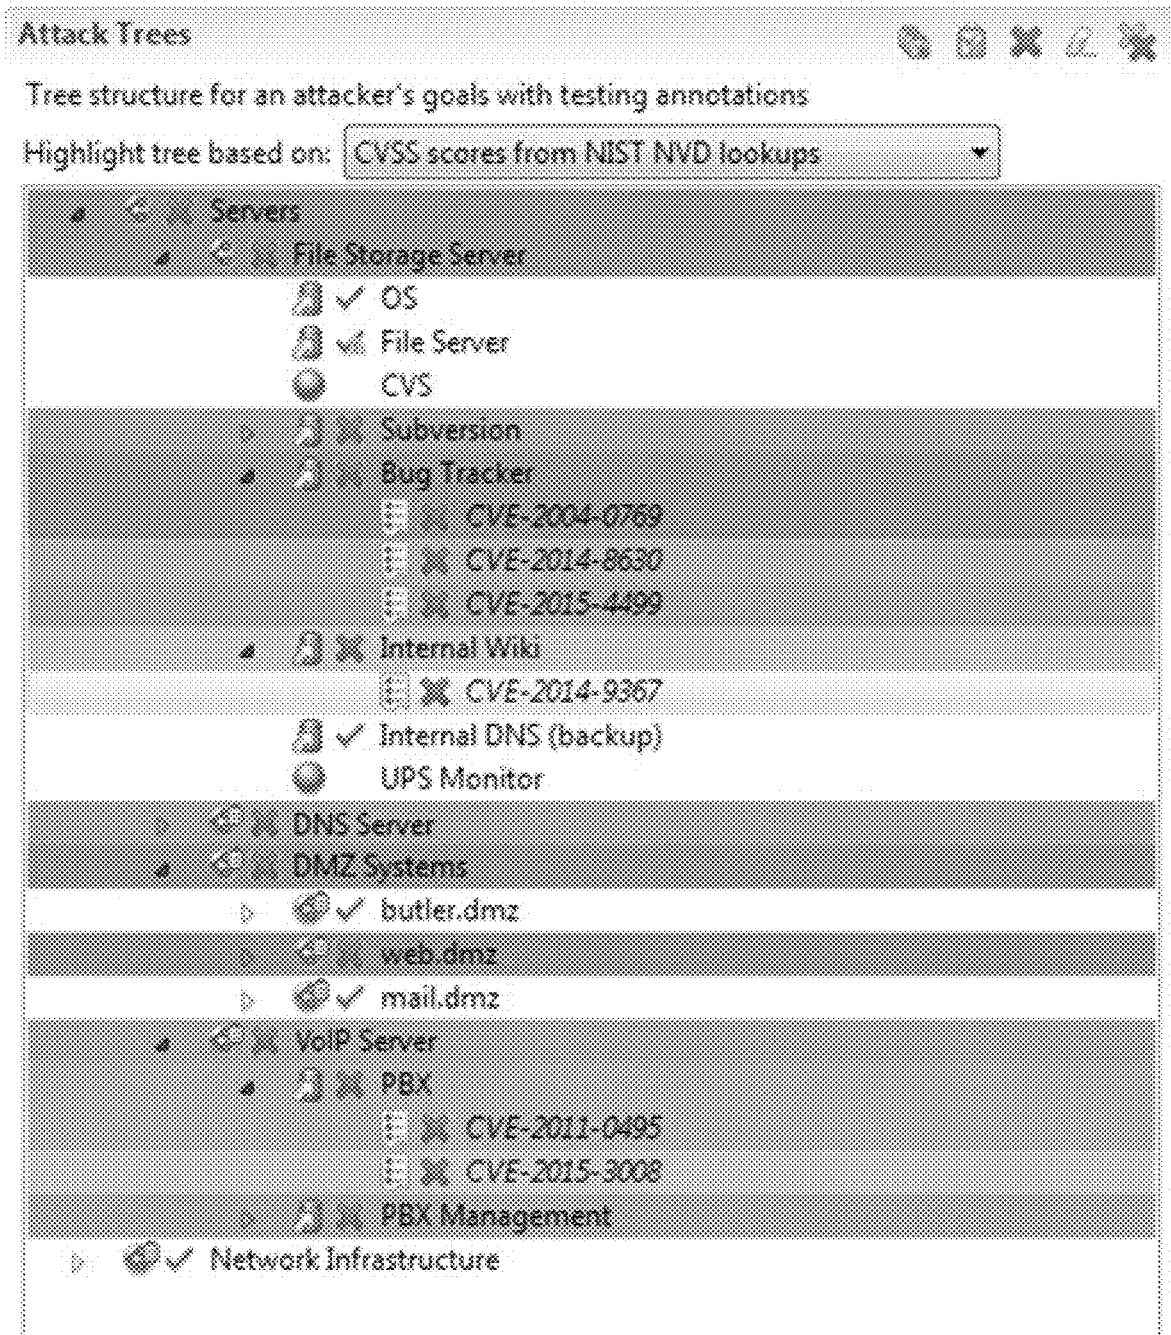 Attack Trees
Tree structure for an attacker's goals with testing annotations
Highlight tree based on: CVSS scores from NIST NVD lookups
Servers
File Storage Server
OS
File Server
CVS
Subversion
Bug Tracker
CVE-2004-0769
CVE-2014-8630
CVE-2015-4499
Internal Wiki
CVE-2014-9367
Internal DNS (backup)
UPS Monitor
DNS Server
DMZ Systems
butler.dmz
web.dmz
mail.dmz
VoIP Server
PBX
CVE-2011-0495
CVE-2015-3008
PBX Management
Network Infrastructure